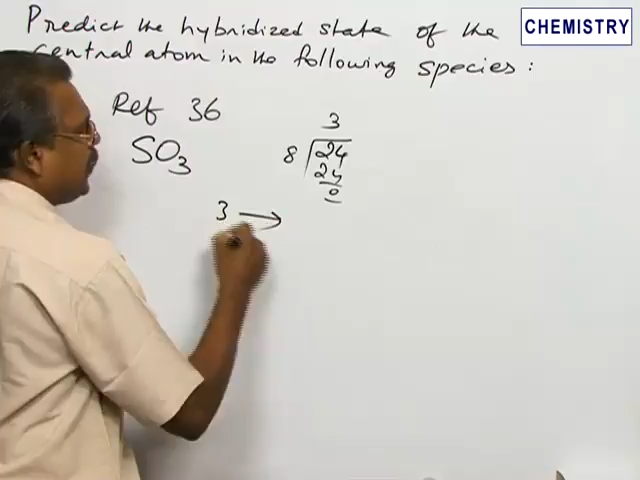 Predict the hybridized state of the
central atom in the following species :
CHEMISTRY
Ref 36
SO3
3
8 24
24
0
3 →